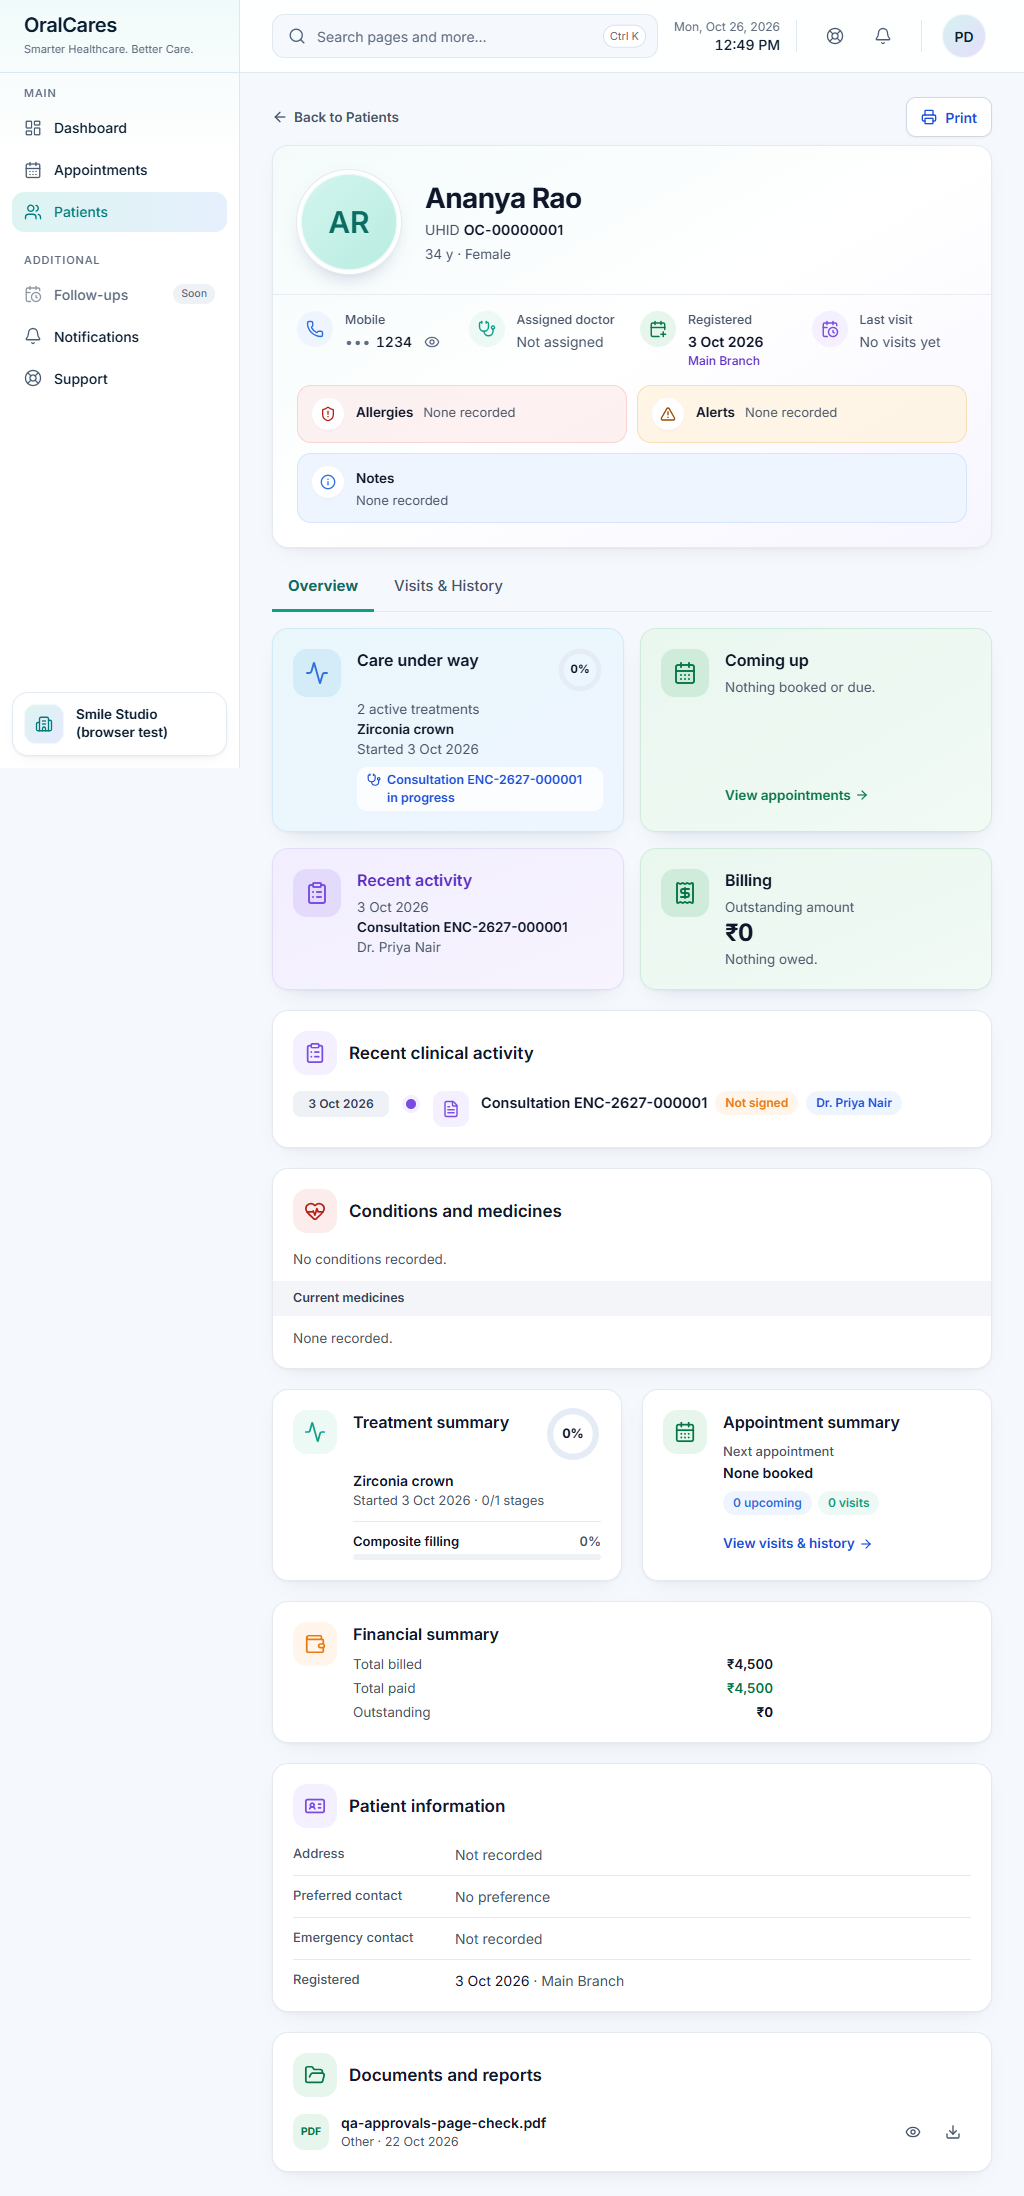 OralCares
Smarter Healthcare. Better Care.
MAIN
Dashboard
Appointments
Patients
ADDITIONAL
Follow-ups Soon
Notifications
Support
Smile Studio
(browser test)
Search pages and more... Ctrl K
Mon, Oct 26, 2026
12:49 PM
PD
Back to Patients
Print
AR
Ananya Rao
UHID OC-00000001
34 y · Female
Mobile
••• 1234
Assigned doctor
Not assigned
Registered
3 Oct 2026
Main Branch
Last visit
No visits yet
Allergies None recorded
Alerts None recorded
Notes
None recorded
Overview
Visits & History
Care under way
0%
2 active treatments
Zirconia crown
Started 3 Oct 2026
Consultation ENC-2627-000001
in progress
Coming up
Nothing booked or due.
View appointments →
Recent activity
3 Oct 2026
Consultation ENC-2627-000001
Dr. Priya Nair
Billing
Outstanding amount
₹0
Nothing owed.
Recent clinical activity
3 Oct 2026 Consultation ENC-2627-000001 Not signed Dr. Priya Nair
Conditions and medicines
No conditions recorded.
Current medicines
None recorded.
Treatment summary
0%
Zirconia crown
Started 3 Oct 2026 · 0/1 stages
Composite filling 0%
Appointment summary
Next appointment
None booked
0 upcoming 0 visits
View visits & history →
Financial summary
Total billed ₹4,500
Total paid ₹4,500
Outstanding ₹0
Patient information
Address Not recorded
Preferred contact No preference
Emergency contact Not recorded
Registered 3 Oct 2026 · Main Branch
Documents and reports
PDF
qa-approvals-page-check.pdf
Other · 22 Oct 2026